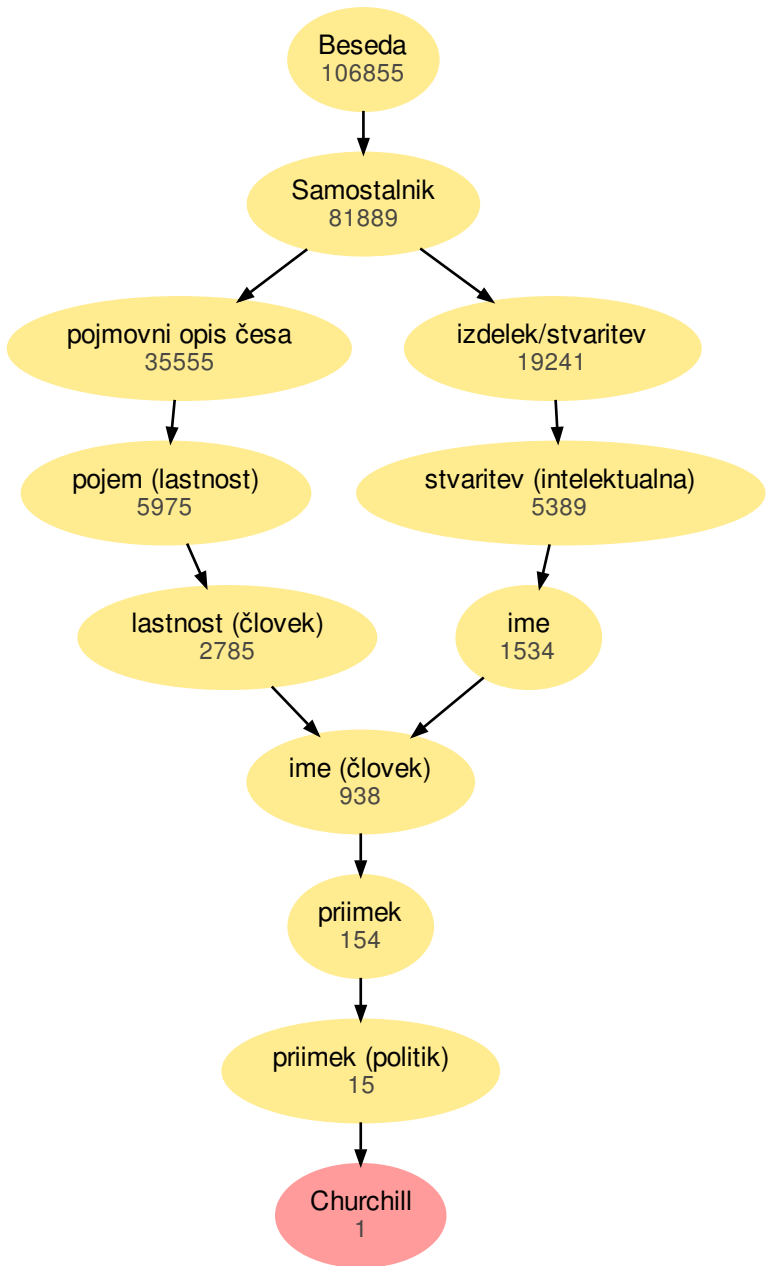 Beseda
106855
Samostalnik
81889
pojmovni opis česa
35555
izdelek/stvaritev
19241
pojem (lastnost)
5975
stvaritev (intelektualna)
5389
lastnost (človek)
2785
ime
1534
ime (človek)
938
priimek
154
priimek (politik)
15
Churchill
1